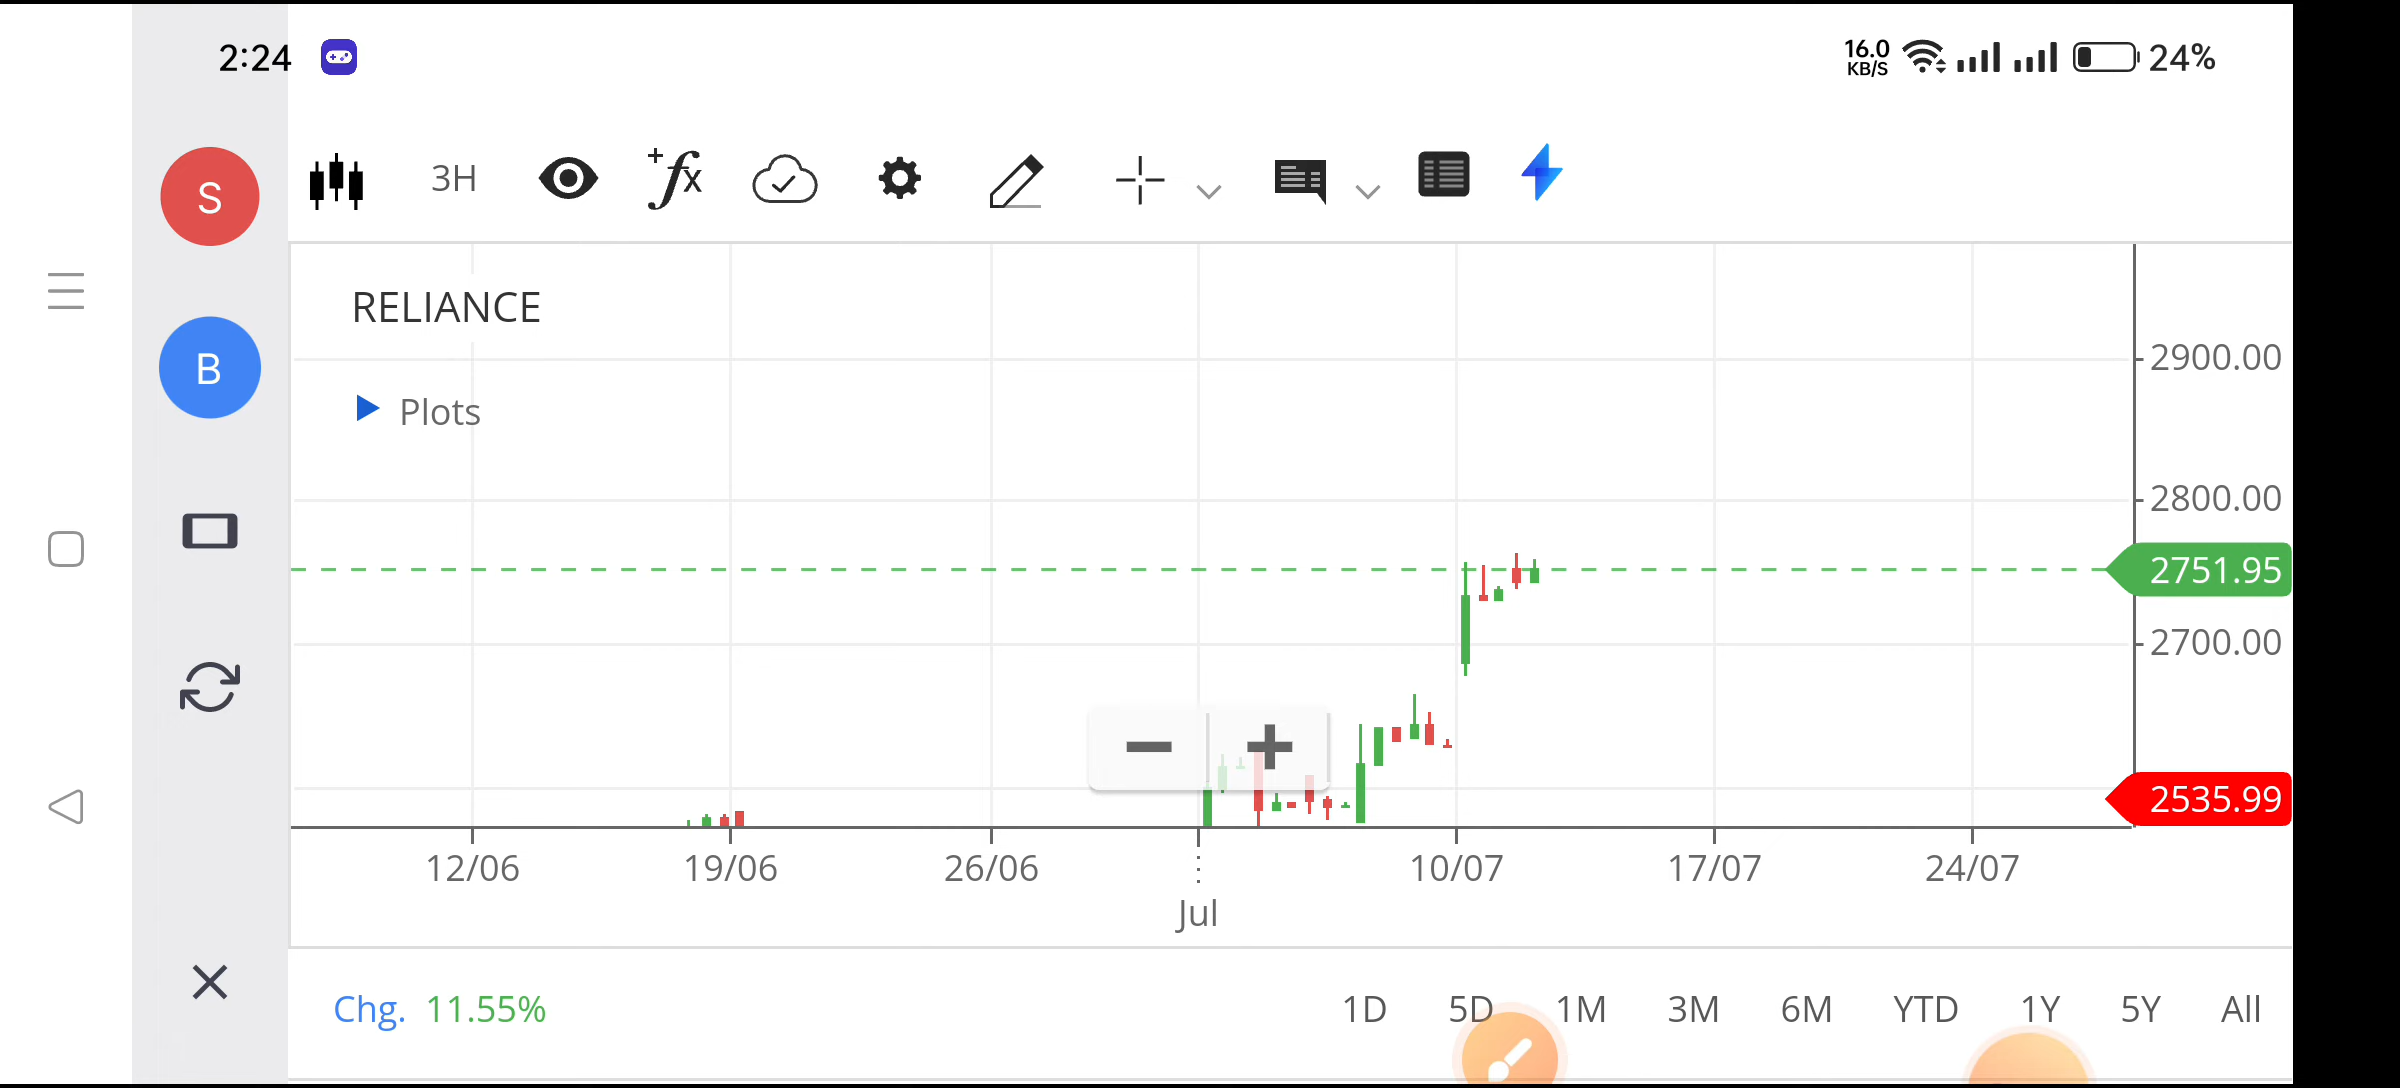 2:24
16.0 KB/S 24%
S
3H
+fx
RELIANCE
B
Plots
2900.00
2800.00
2751.95
2700.00
2535.99
12/06 19/06 26/06 10/07 17/07 24/07
Jul
Chg. 11.55% 1D 5D 1M 3M 6M YTD 1Y 5Y All